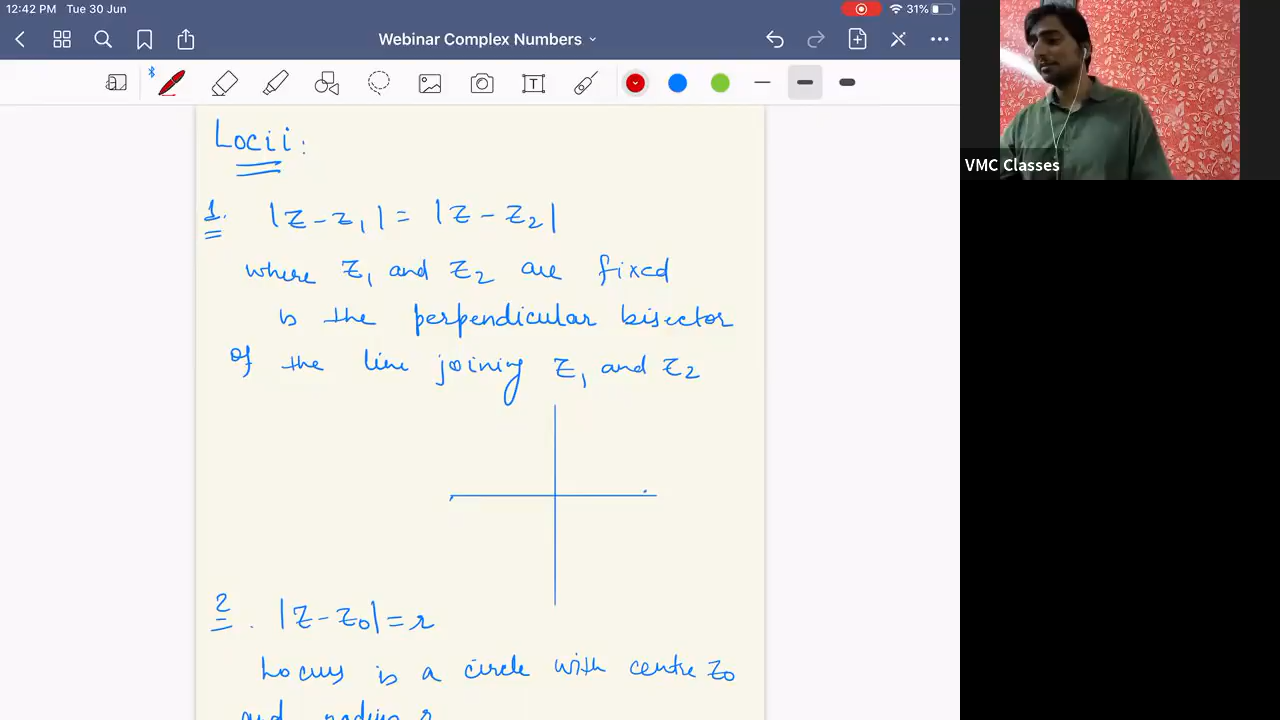 12:42 PM Tue 30 Jun
31%
Webinar Complex Numbers
T
VMC Classes
Locii:
1. |z - z₁| = |z - z₂|
where z₁ and z₂ are fixed
is the perpendicular bisector
of the line joining z₁ and z₂
2. |z - z₀| = r
Locus is a circle with centre z₀
and radius r